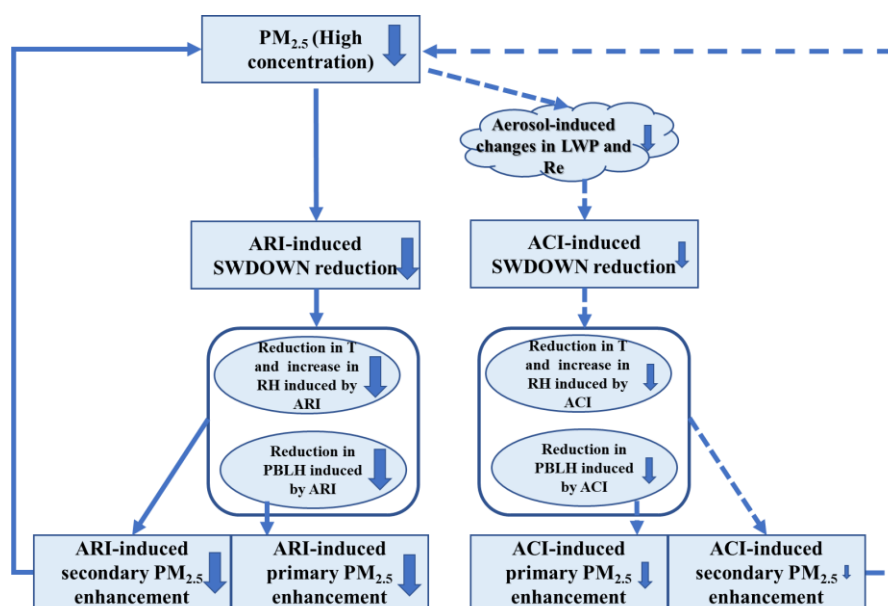 PM2.5 (High
concentration)
Aerosol-induced
changes in LWP and
Re
ARI-induced
SWDOWN reduction
ACI-induced
SWDOWN reduction
Reduction in T
and increase in
RH induced by
ARI
Reduction in
PBLH induced
by ARI
Reduction in T
and increase in
RH induced by
ACI
Reduction in
PBLH induced
by ACI
ARI-induced
secondary PM2.5
enhancement
ARI-induced
primary PM2.5
enhancement
ACI-induced
primary PM2.5
enhancement
ACI-induced
secondary PM2.5
enhancement